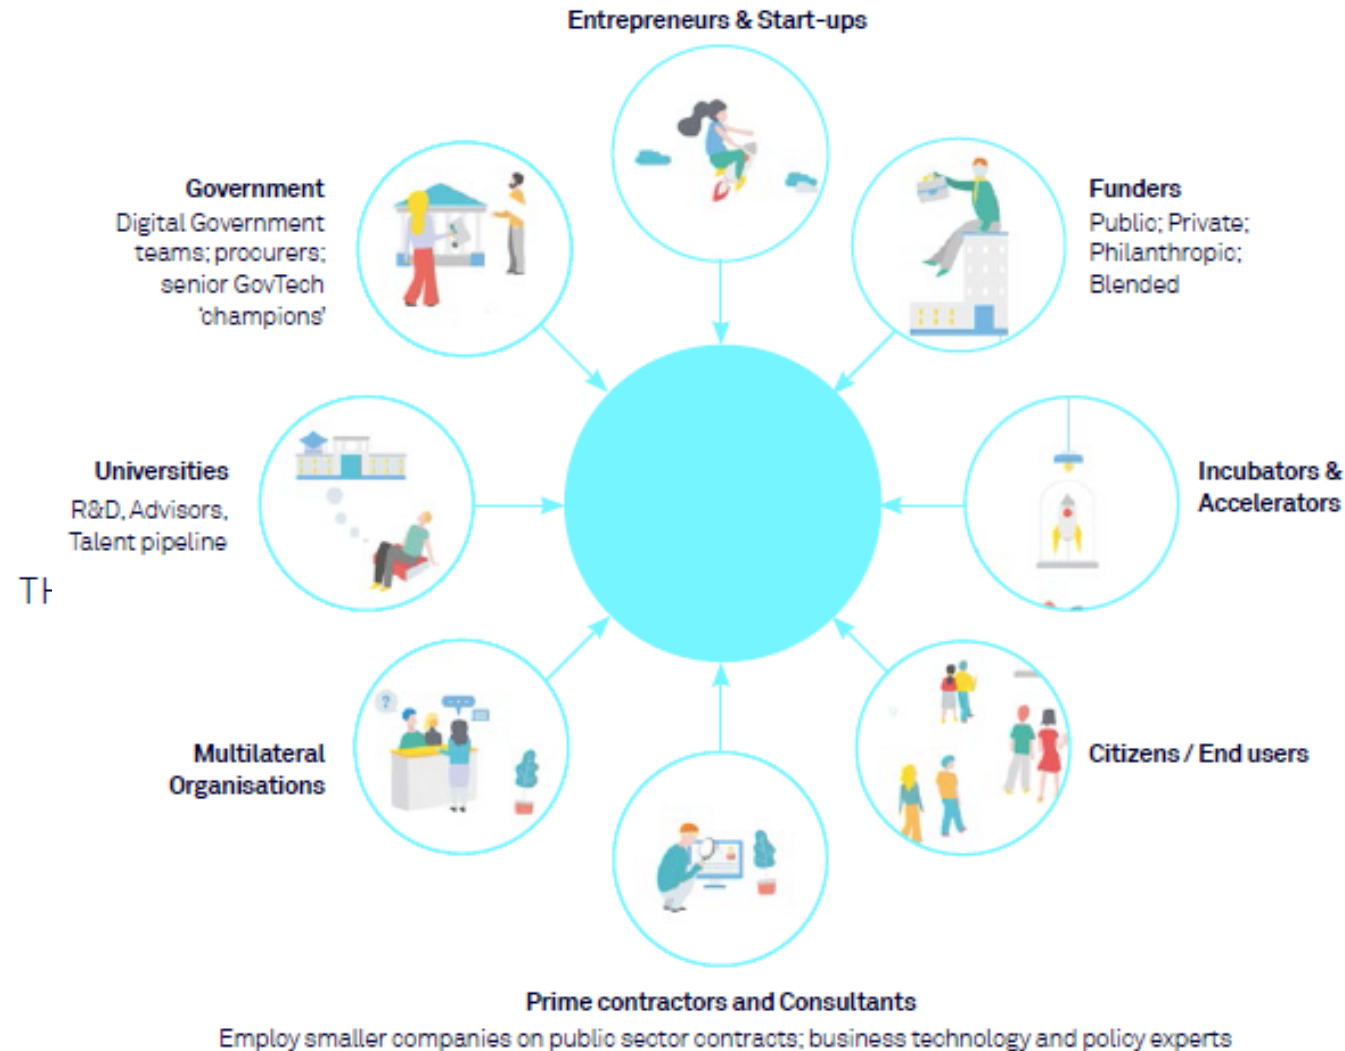 Entrepreneurs & Start-ups
Government
Digital Government
teams; procurers;
senior GovTech
‘champions’
Funders
Public; Private;
Philanthropic;
Blended
Universities
R&D, Advisors,
Talent pipeline
Incubators &
Accelerators
Multilateral
Organisations
?
Citizens / End users
Prime contractors and Consultants
Employ smaller companies on public sector contracts; business technology and policy experts